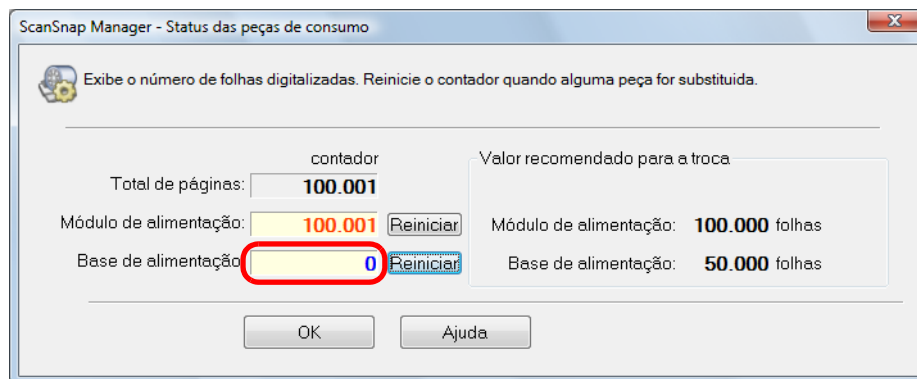 ScanSnap Manager - Status das peças de consumo
Exibe o número de folhas digitalizadas. Reinicie o contador quando alguma peça for substituida.
contador
Total de páginas: 100.001
Módulo de alimentação: 100.001 Reiniciar
Base de alimentação 0 Reiniciar
Valor recomendado para a troca
Módulo de alimentação: 100.000 folhas
Base de alimentação: 50.000 folhas
OK Ajuda